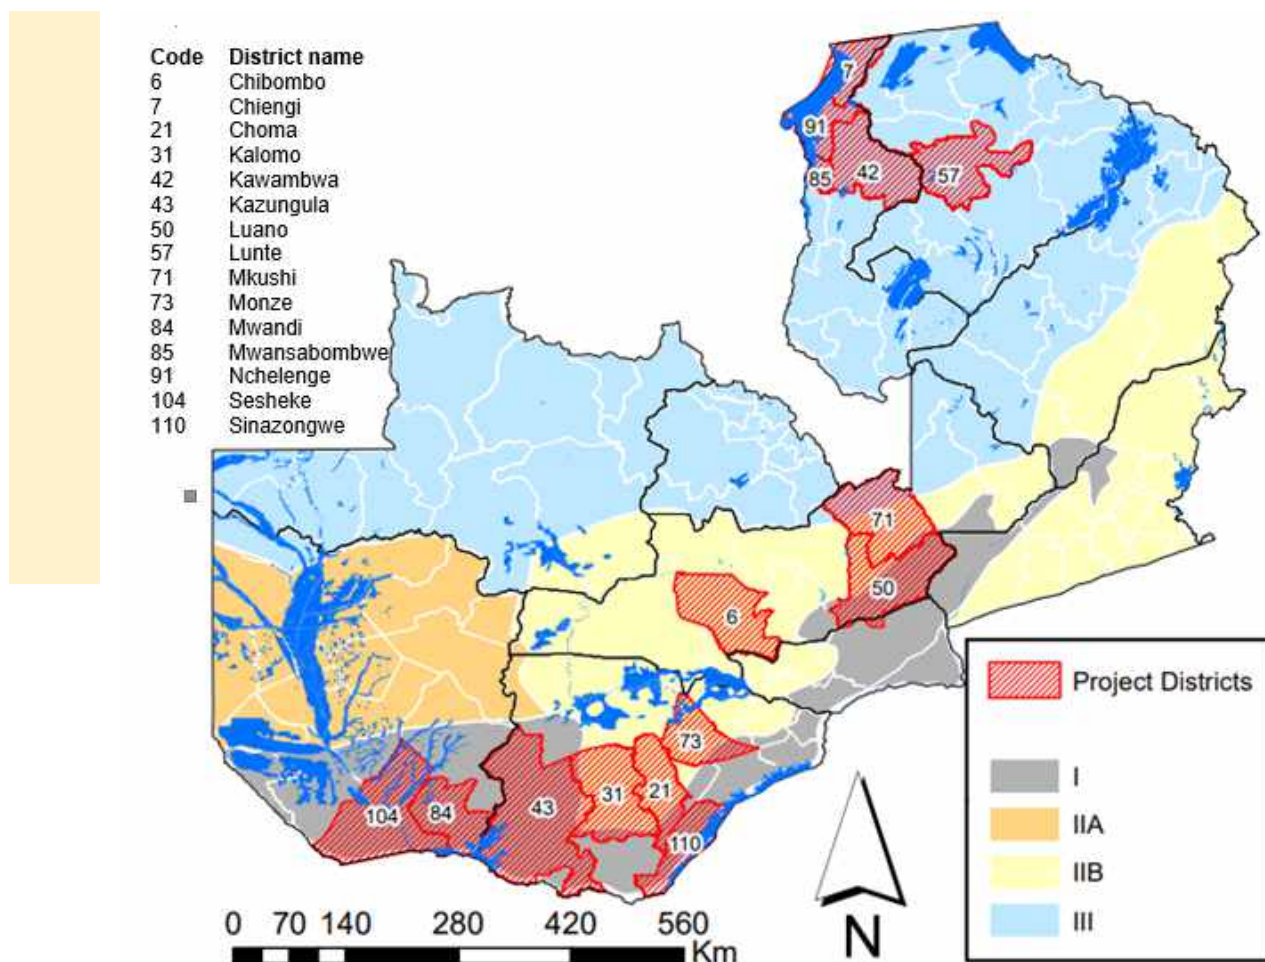 Code District name
6 Chibombo
7 Chiengi
21 Choma
31 Kalomo
42 Kawambwa
43 Kazungula
50 Luano
57 Lunte
71 Mkushi
73 Monze
84 Mwandi
85 Mwansabombwe
91 Nchelenge
104 Sesheke
110 Sinazongwe
7
91
85
42
57
71
50
6
73
31
21
43
84
104
110
Project Districts
I
IIA
IIB
III
N
0 70 140 280 420 560
Km